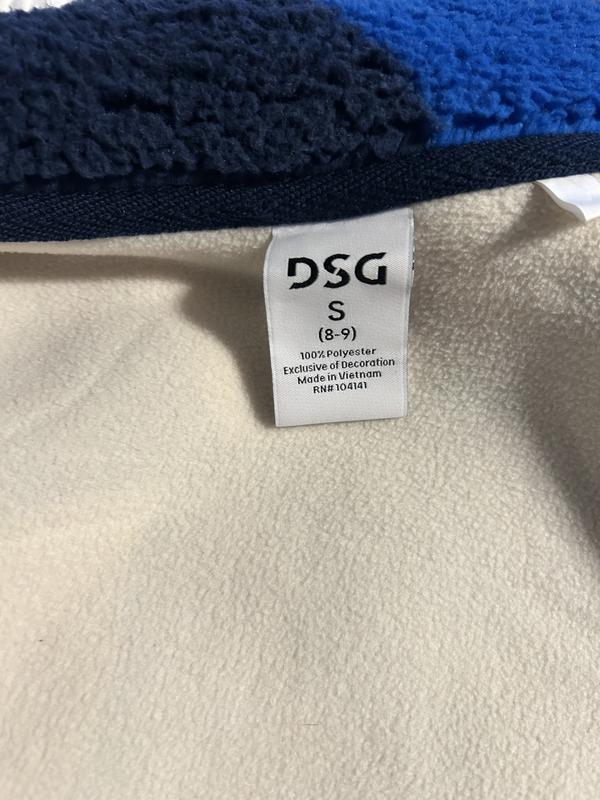 DSG
S
(8-9)
100% Polyester
Exclusive of Decoration
Made in Vietnam
RN# 104141